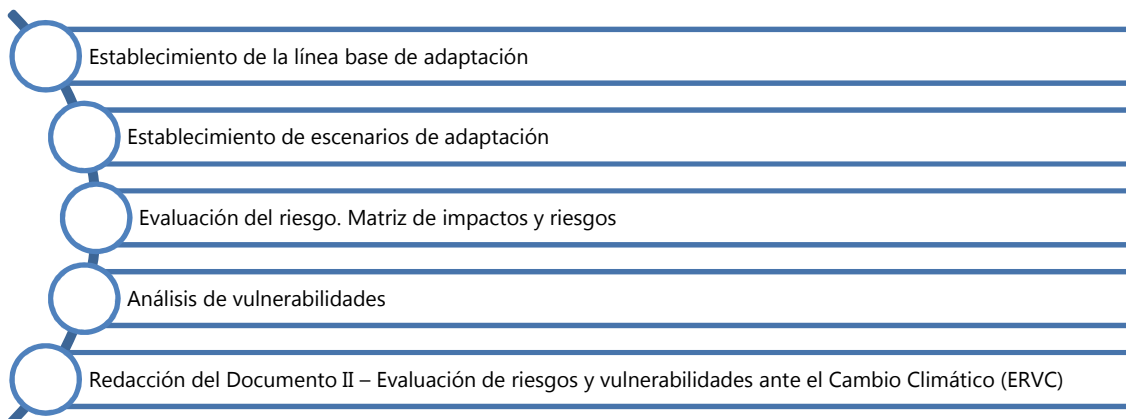 Establecimiento de la línea base de adaptación
Establecimiento de escenarios de adaptación
Evaluación del riesgo. Matriz de impactos y riesgos
Análisis de vulnerabilidades
Redacción del Documento II – Evaluación de riesgos y vulnerabilidades ante el Cambio Climático (ERVC)